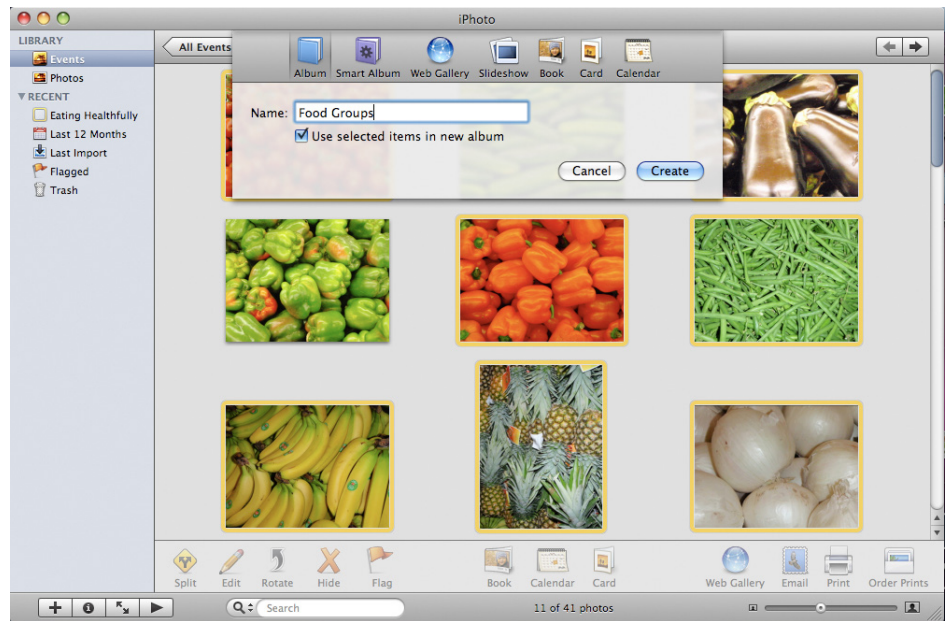 iPhoto
LIBRARY
Events
Photos
RECENT
Eating Healthfully
Last 12 Months
Last Import
Flagged
Trash
All Events
Album Smart Album Web Gallery Slideshow Book Card Calendar
Name: Food Groups
Use selected items in new album
Cancel Create
Split Edit Rotate Hide Flag Book Calendar Card Web Gallery Email Print Order Prints
Search
11 of 41 photos